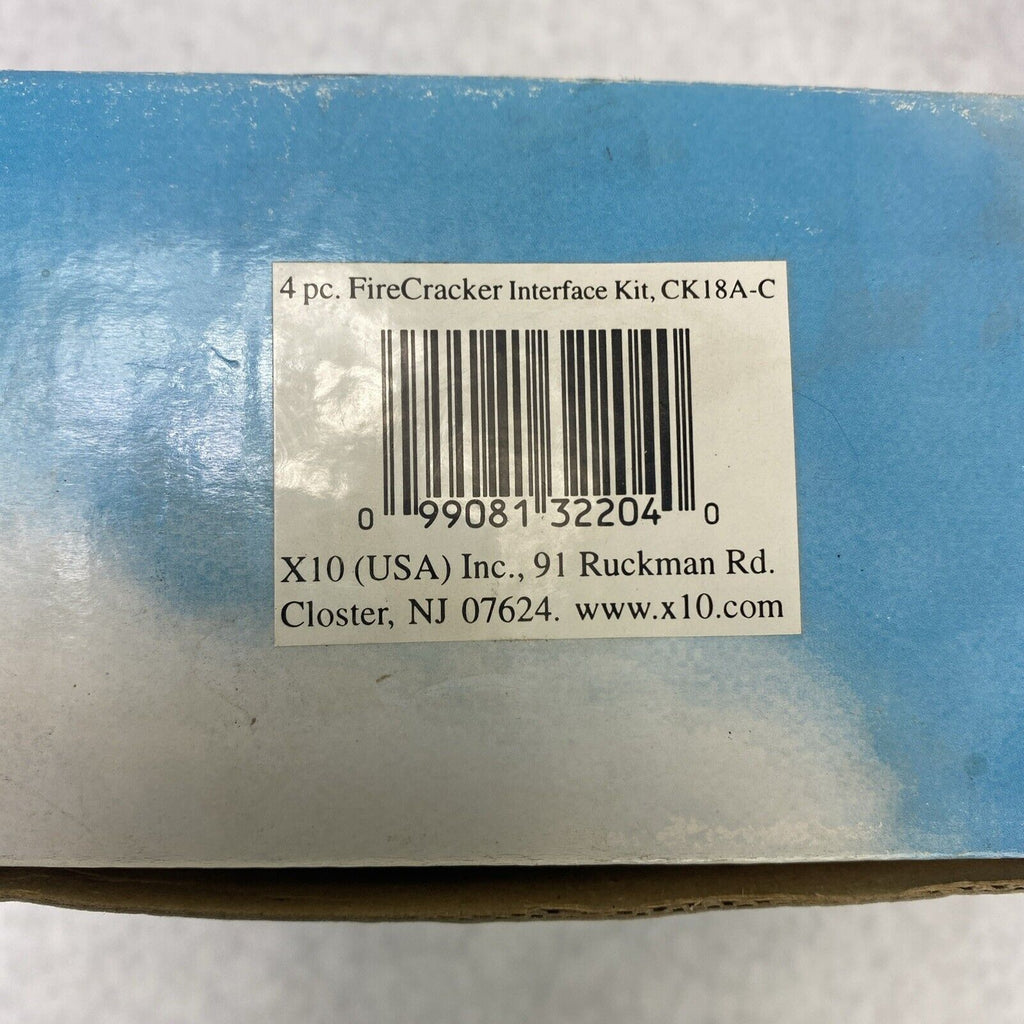 4 pc. FireCracker Interface Kit, CK18A-C
0 99081 32204 0
X10 (USA) Inc., 91 Ruckman Rd.
Closter, NJ 07624. www.x10.com